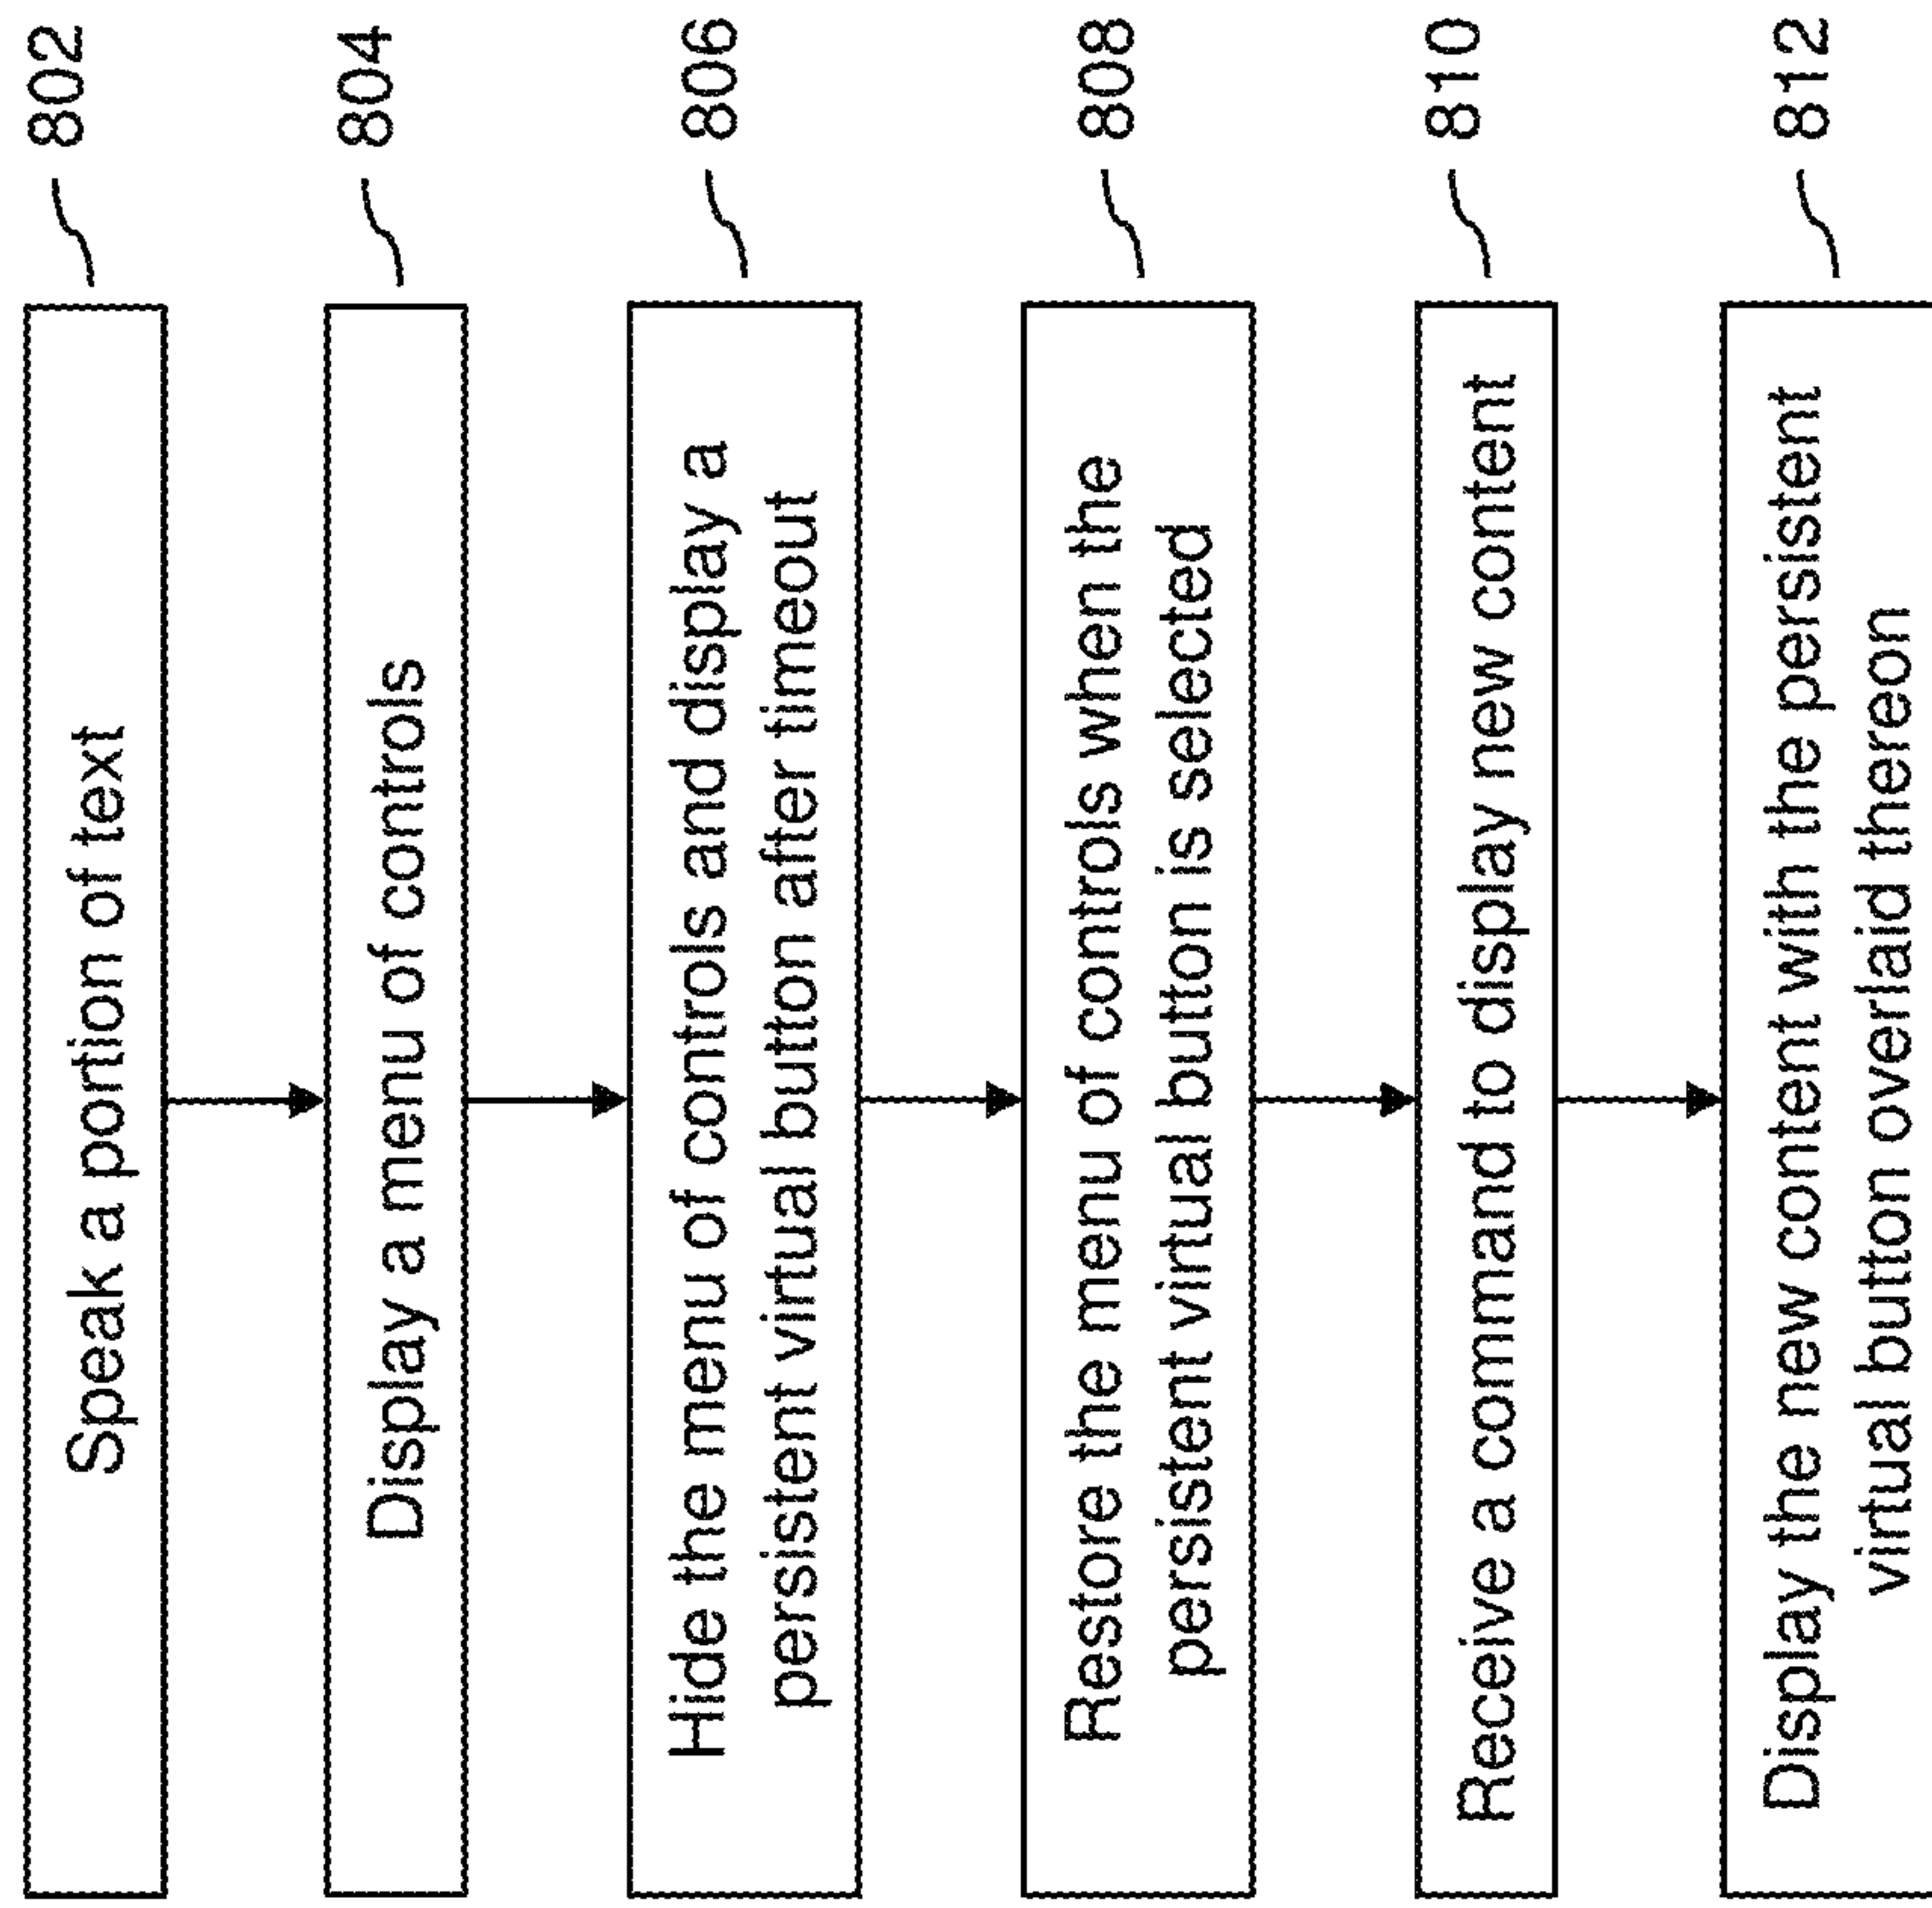 Speak a portion of text
802
Display a menu of controls
804
Hide the menu of controls and display a
persistent virtual button after timeout
806
Restore the menu of controls when the
persistent virtual button is selected
808
Receive a command to display new content
810
Display the new content with the persistent
virtual button overlaid thereon
812